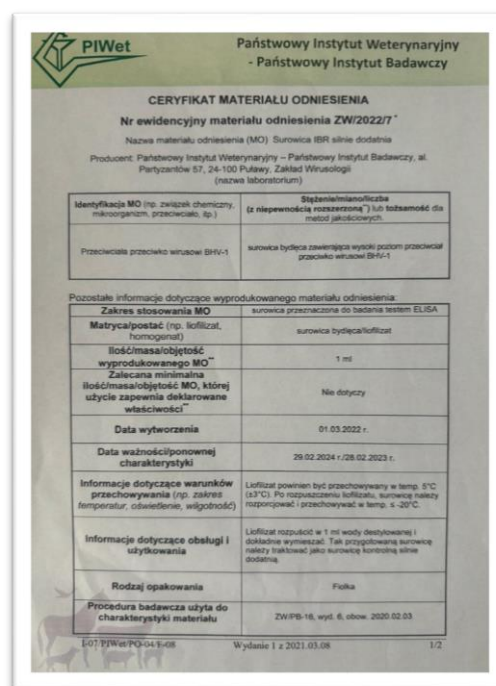 PIWet
Państwowy Instytut Weterynaryjny
- Państwowy Instytut Badawczy
CERYFIKAT MATERIAŁU ODNIESIENIA
Nr ewidencyjny materiału odniesienia ZW/2022/7*
Nazwa materiału odniesienia (MO) Surowica IBR silnie dodatnia
Producent: Państwowy Instytut Weterynaryjny – Państwowy Instytut Badawczy, al.
Partyzantów 57, 24-100 Puławy, Zakład Wirusologii
(nazwa laboratorium)
Identyfikacja MO (np. związek chemiczny,
mikroorganizm, przeciwciało, itp.)
Stężenie/miano/liczba
(z niepewnością rozszerzoną**) lub tożsamość dla
metod jakościowych.
Przeciwciała przeciwko wirusowi BHV-1
surowica bydlęca zawierająca wysoki poziom przeciwciał
przeciwko wirusowi BHV-1
Pozostałe informacje dotyczące wyprodukowanego materiału odniesienia:
Zakres stosowania MO
surowica przeznaczona do badania testem ELISA
Matryca/postać (np. liofilizat,
homogenat)
surowica bydlęca/liofilizat
Ilość/masa/objętość
wyprodukowanego MO**
1 ml
Zalecana minimalna
ilość/masa/objętość MO, której
użycie zapewnia deklarowane
właściwości**
Nie dotyczy
Data wytworzenia
01.03.2022 r.
Data ważności/ponownej
charakterystyki
29.02.2024 r./28.02.2023 r.
Informacje dotyczące warunków
przechowywania (np. zakres
temperatur, oświetlenie, wilgotność)
Liofilizat powinien być przechowywany w temp. 5°C
(±3°C). Po rozpuszczeniu liofilizatu, surowicę należy
rozporcjować i przechowywać w temp. ≤ -20°C.
Informacje dotyczące obsługi i
użytkowania
Liofilizat rozpuścić w 1 ml wody destylowanej i
dokładnie wymieszać. Tak przygotowaną surowicę
należy traktować jako surowicę kontrolną silnie
dodatnią.
Rodzaj opakowania
Fiolka
Procedura badawcza użyta do
charakterystyki materiału
ZW/PB-16, wyd. 6, obow. 2020.02.03
I-07/PIWet/PO-04/F-08
Wydanie 1 z 2021.03.08
1/2